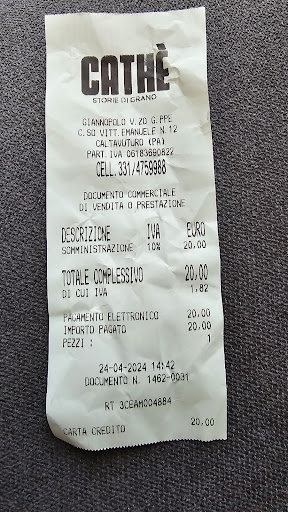 CATHÈ
STORIE DI GRANO
GIANNOPOLO V.ZO G.PPE
C.SO VITT.EMANUELE N.12
CALTAVUTURO (PA)
PART.IVA 06183690822
CELL.331/4759988
DOCUMENTO COMMERCIALE
DI VENDITA O PRESTAZIONE
DESCRIZIONE IVA EURO
SOMMINISTRAZIONE 10% 20,00
TOTALE COMPLESSIVO 20,00
DI CUI IVA 1,82
PAGAMENTO ELETTRONICO 20,00
IMPORTO PAGATO 20,00
PEZZI : 1
24-04-2024 14:42
DOCUMENTO N. 1462-0031
RT 3CEAM004884
CARTA CREDITO 20,00